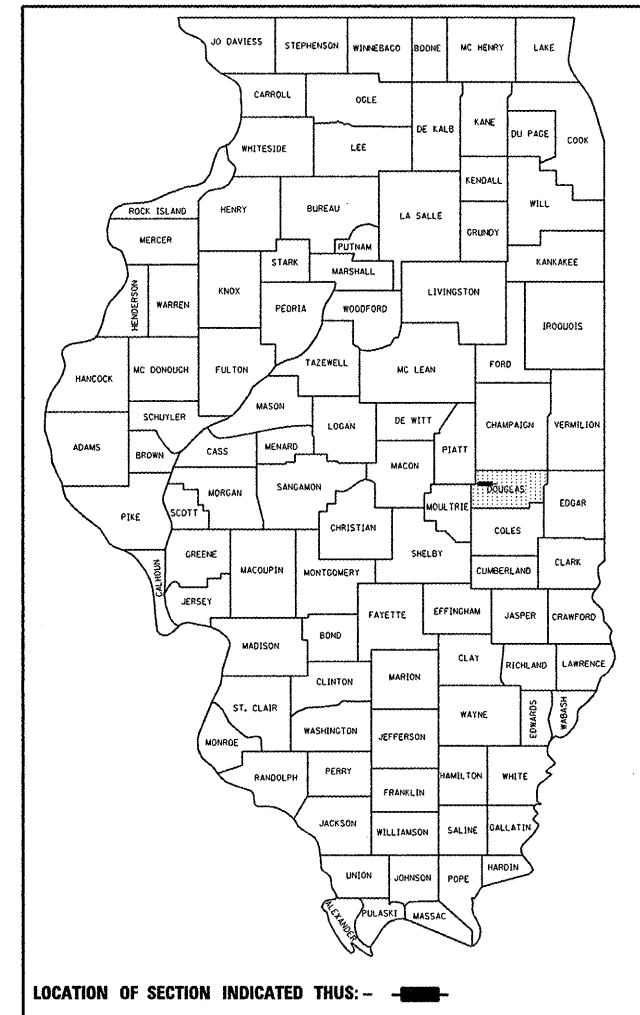 JO DAVIESS
STEPHENSON
WINNEBAGO
BOONE
MC HENRY
LAKE
CARROLL
OGLE
DE KALB
KANE
DU PAGE
COOK
WHITESIDE
LEE
KENDALL
WILL
ROCK ISLAND
HENRY
BUREAU
LA SALLE
GRUNDY
MERCER
PUTNAM
STARK
MARSHALL
KANKAKEE
HENDERSON
WARREN
KNOX
PEORIA
WOODFORD
LIVINGSTON
IROQUOIS
HANCOCK
MC DONOUGH
FULTON
TAZEWELL
MC LEAN
FORD
SCHUYLER
MASON
LOGAN
DE WITT
CHAMPAIGN
VERMILION
ADAMS
BROWN
CASS
MENARD
MACON
PIATT
PIKE
SCOTT
MORGAN
SANGAMON
CHRISTIAN
MOULTRIE
DOUGLAS
EDGAR
COLES
GREENE
CALHOUN
MACOUPIN
MONTGOMERY
SHELBY
CUMBERLAND
CLARK
JERSEY
FAYETTE
EFFINGHAM
JASPER
CRAWFORD
MADISON
BOND
CLAY
RICHLAND
LAWRENCE
CLINTON
MARION
ST. CLAIR
WAYNE
EDWARDS
WABASH
WASHINGTON
JEFFERSON
MONROE
RANDOLPH
PERRY
HAMILTON
WHITE
FRANKLIN
JACKSON
WILLIAMSON
SALINE
GALLATIN
UNION
JOHNSON
POPE
HARDIN
ALEXANDER
PULASKI
MASSAC
LOCATION OF SECTION INDICATED THUS: -